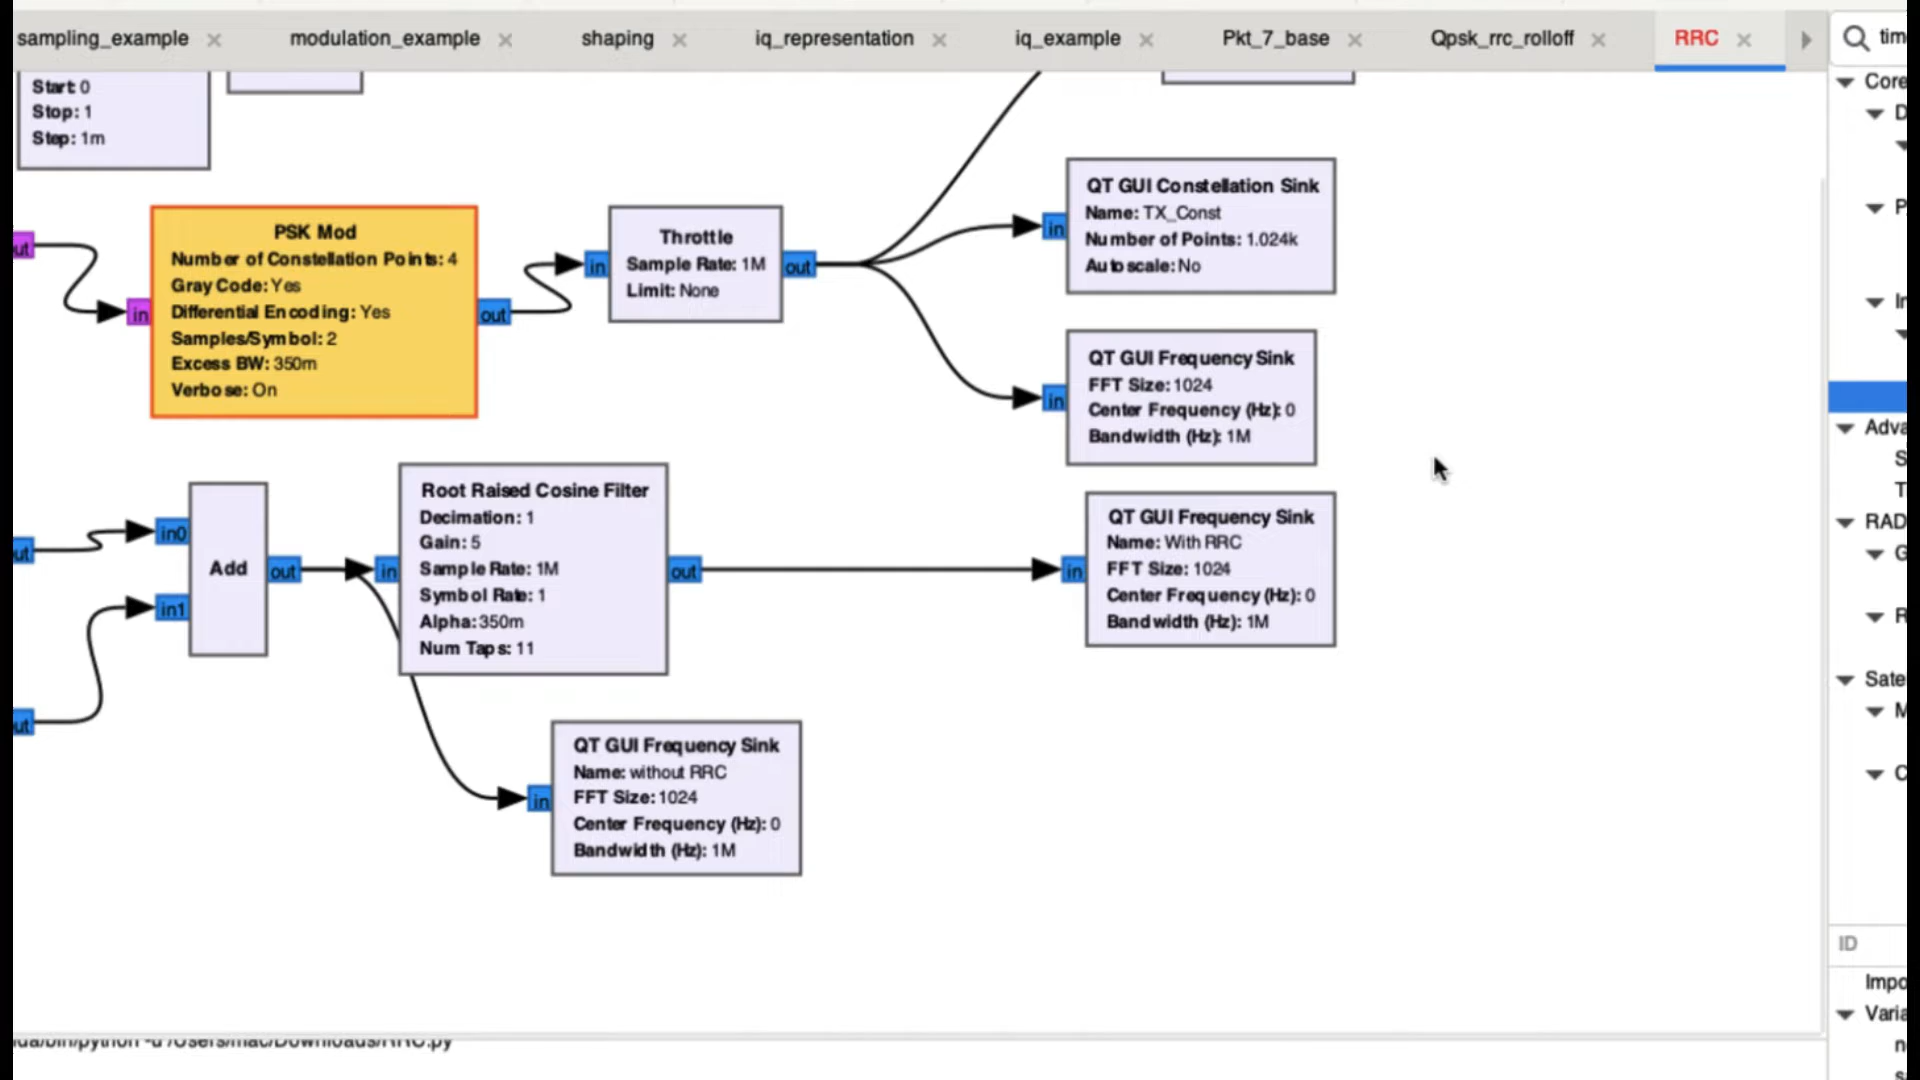 sampling_example
modulation_example
shaping
iq_representation
iq_example
Pkt_7_base
Qpsk_rrc_rolloff
RRC
tim
Core
Start: 0
Stop: 1
Step: 1m
PSK Mod
Number of Constellation Points: 4
Gray Code: Yes
Differential Encoding: Yes
Samples/Symbol: 2
Excess BW: 350m
Verbose: On
in
out
Throttle
Sample Rate: 1M
Limit: None
in
out
QT GUI Constellation Sink
Name: TX_Const
Number of Points: 1.024k
Autoscale: No
in
QT GUI Frequency Sink
FFT Size: 1024
Center Frequency (Hz): 0
Bandwidth (Hz): 1M
in
in0
in1
Add
out
Root Raised Cosine Filter
Decimation: 1
Gain: 5
Sample Rate: 1M
Symbol Rate: 1
Alpha: 350m
Num Taps: 11
in
out
QT GUI Frequency Sink
Name: With RRC
FFT Size: 1024
Center Frequency (Hz): 0
Bandwidth (Hz): 1M
in
QT GUI Frequency Sink
Name: without RRC
FFT Size: 1024
Center Frequency (Hz): 0
Bandwidth (Hz): 1M
in
Adva
RAD
Sate
ID
Impo
Varia